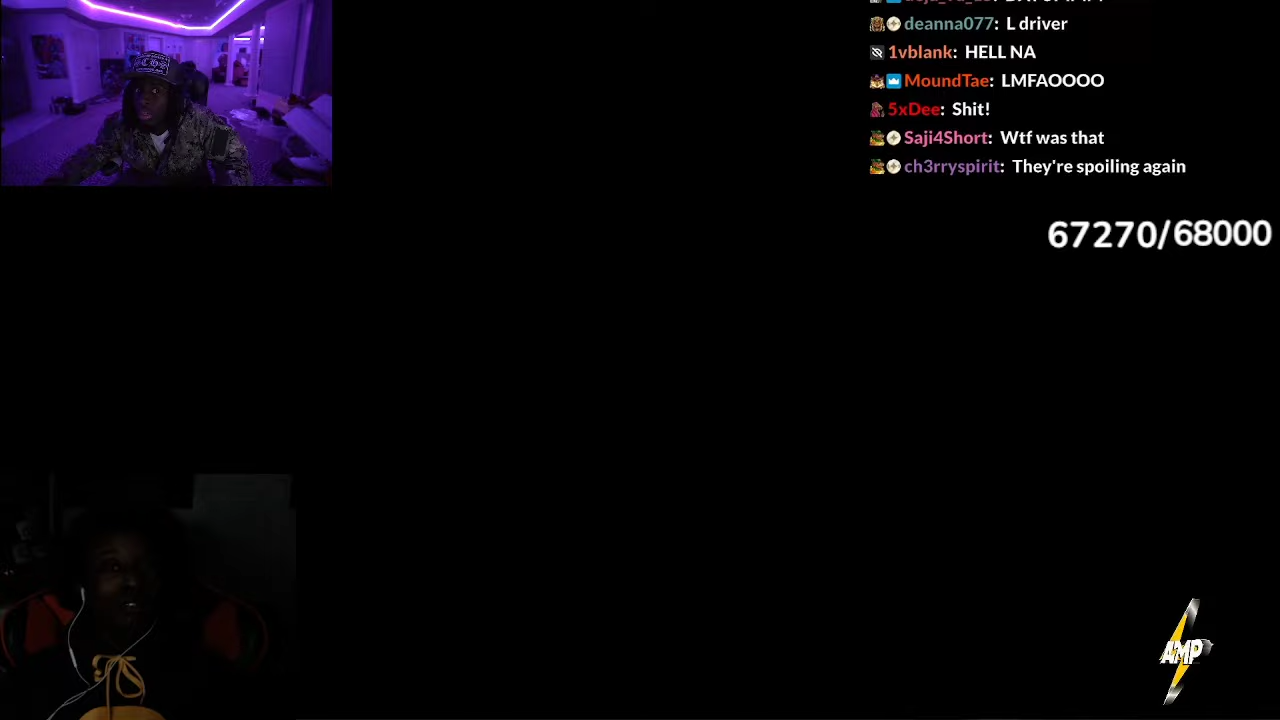 deanna077: L driver
1vblank: HELL NA
MoundTae: LMFAOOOO
5xDee: Shit!
Saji4Short: Wtf was that
ch3rryspirit: They're spoiling again
67270/68000
AMP